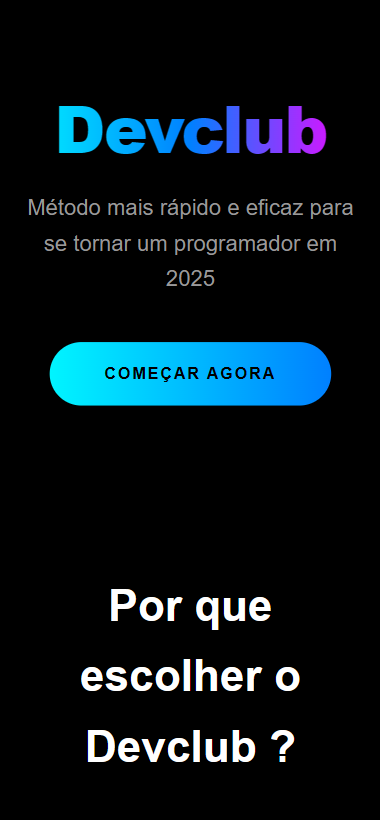 Devclub
Método mais rápido e eficaz para
se tornar um programador em
2025
COMEÇAR AGORA
Por que
escolher o
Devclub ?